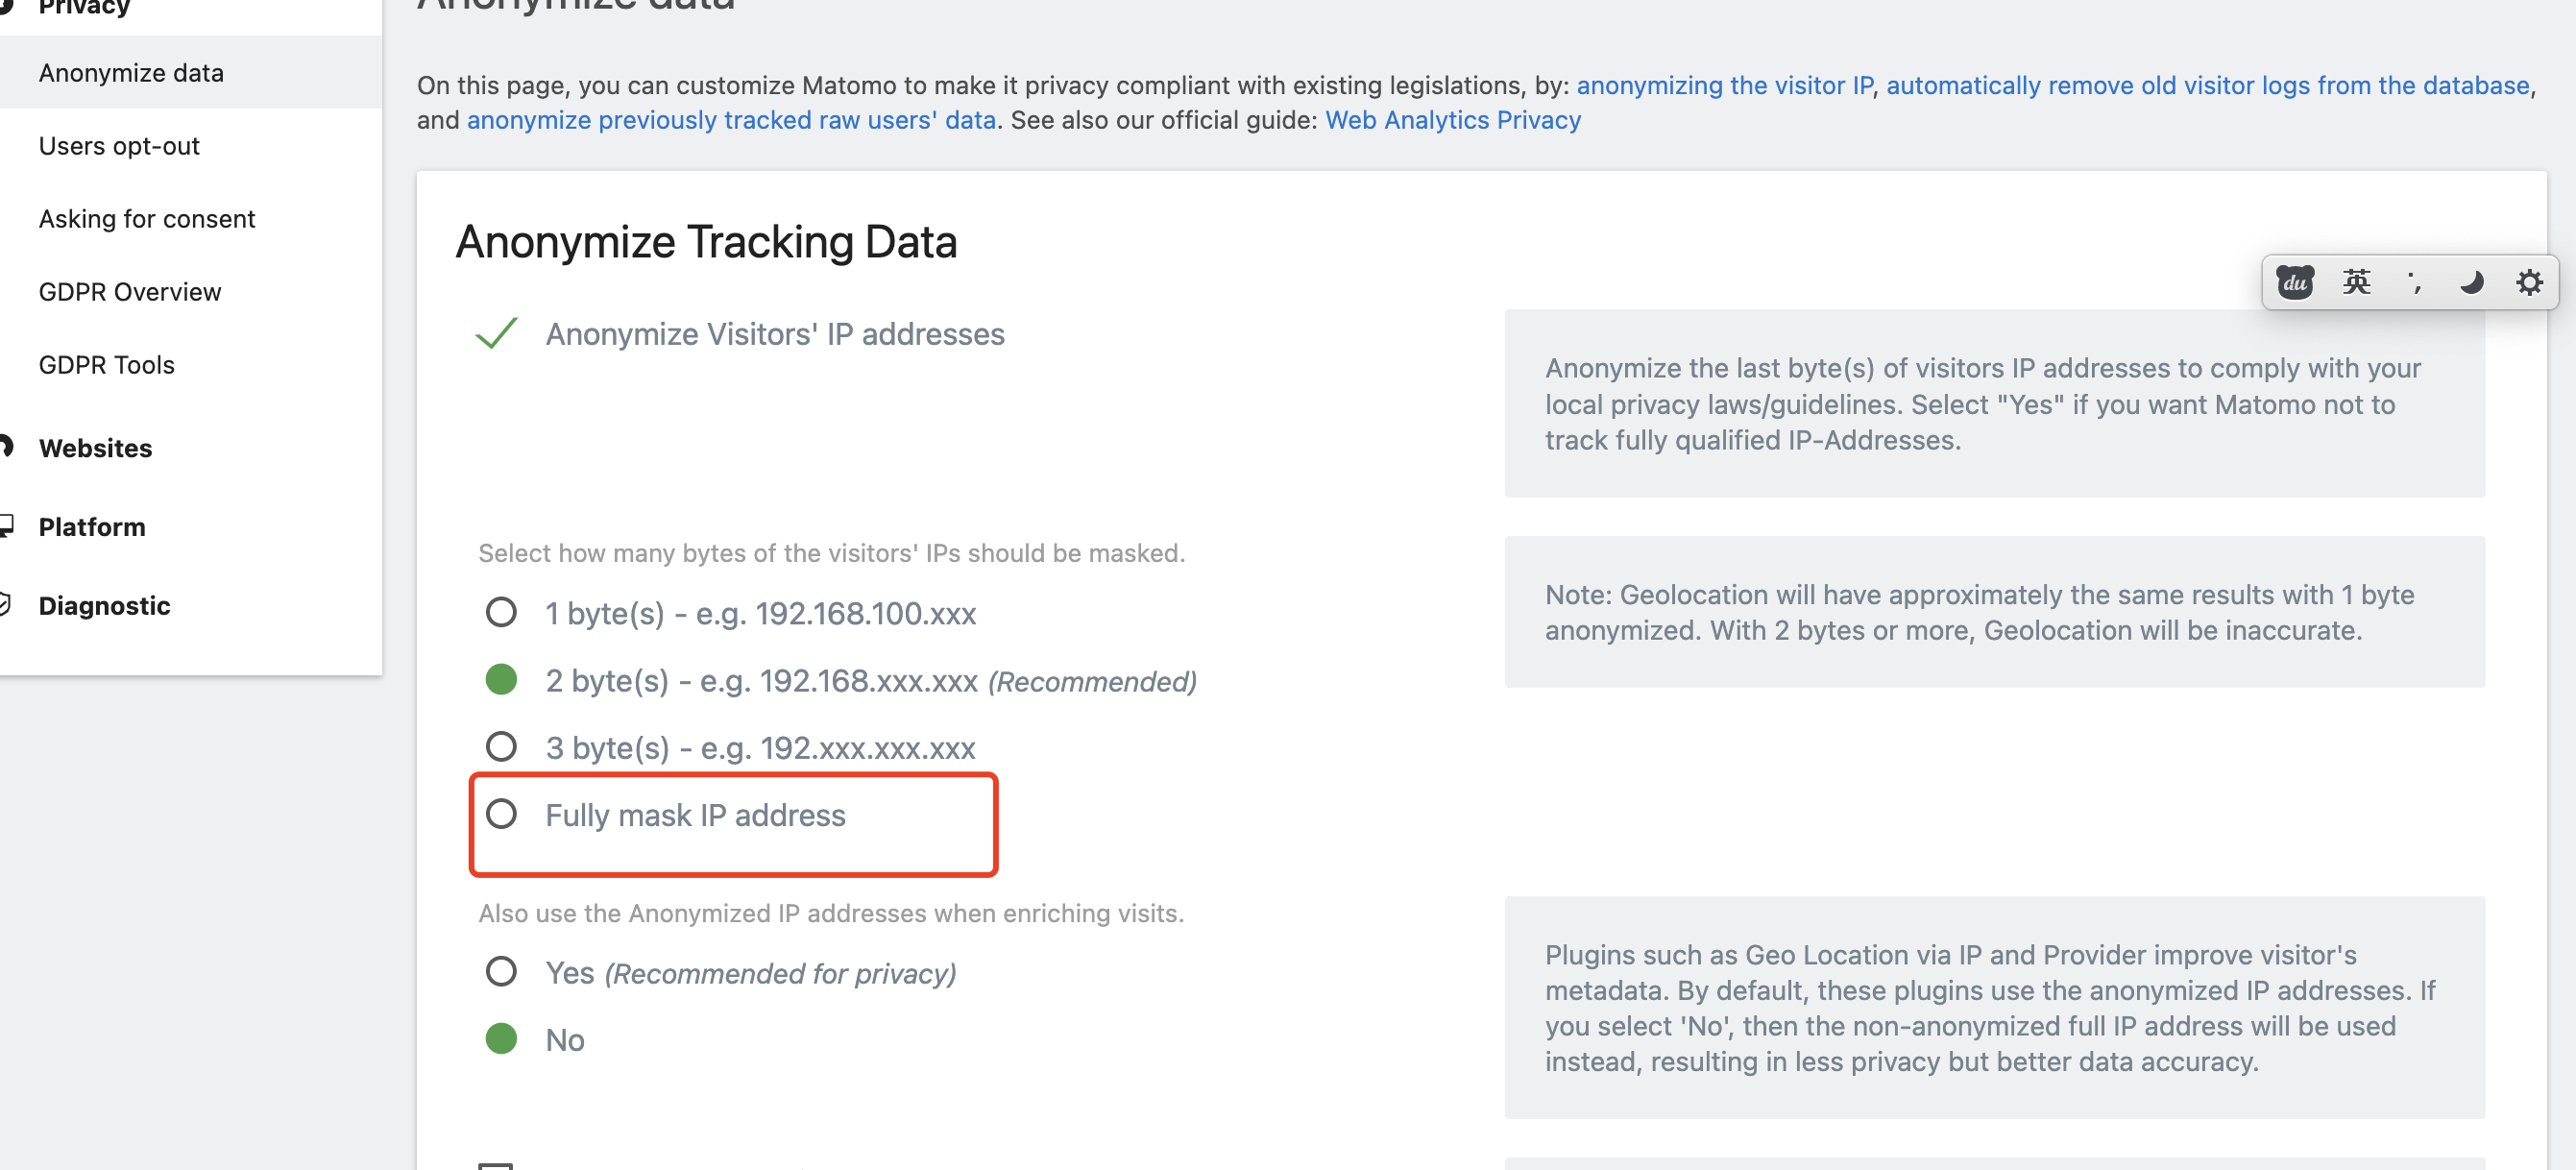 Privacy
Anonymize data
Users opt-out
Asking for consent
GDPR Overview
GDPR Tools
Websites
Platform
Diagnostic
Anonymize data
On this page, you can customize Matomo to make it privacy compliant with existing legislations, by: anonymizing the visitor IP, automatically remove old visitor logs from the database,
and anonymize previously tracked raw users' data. See also our official guide: Web Analytics Privacy
Anonymize Tracking Data
du 英 ·,
Anonymize Visitors' IP addresses
Anonymize the last byte(s) of visitors IP addresses to comply with your
local privacy laws/guidelines. Select "Yes" if you want Matomo not to
track fully qualified IP-Addresses.
Select how many bytes of the visitors' IPs should be masked.
1 byte(s) - e.g. 192.168.100.xxx
2 byte(s) - e.g. 192.168.xxx.xxx (Recommended)
3 byte(s) - e.g. 192.xxx.xxx.xxx
Fully mask IP address
Note: Geolocation will have approximately the same results with 1 byte
anonymized. With 2 bytes or more, Geolocation will be inaccurate.
Also use the Anonymized IP addresses when enriching visits.
Yes (Recommended for privacy)
No
Plugins such as Geo Location via IP and Provider improve visitor's
metadata. By default, these plugins use the anonymized IP addresses. If
you select 'No', then the non-anonymized full IP address will be used
instead, resulting in less privacy but better data accuracy.